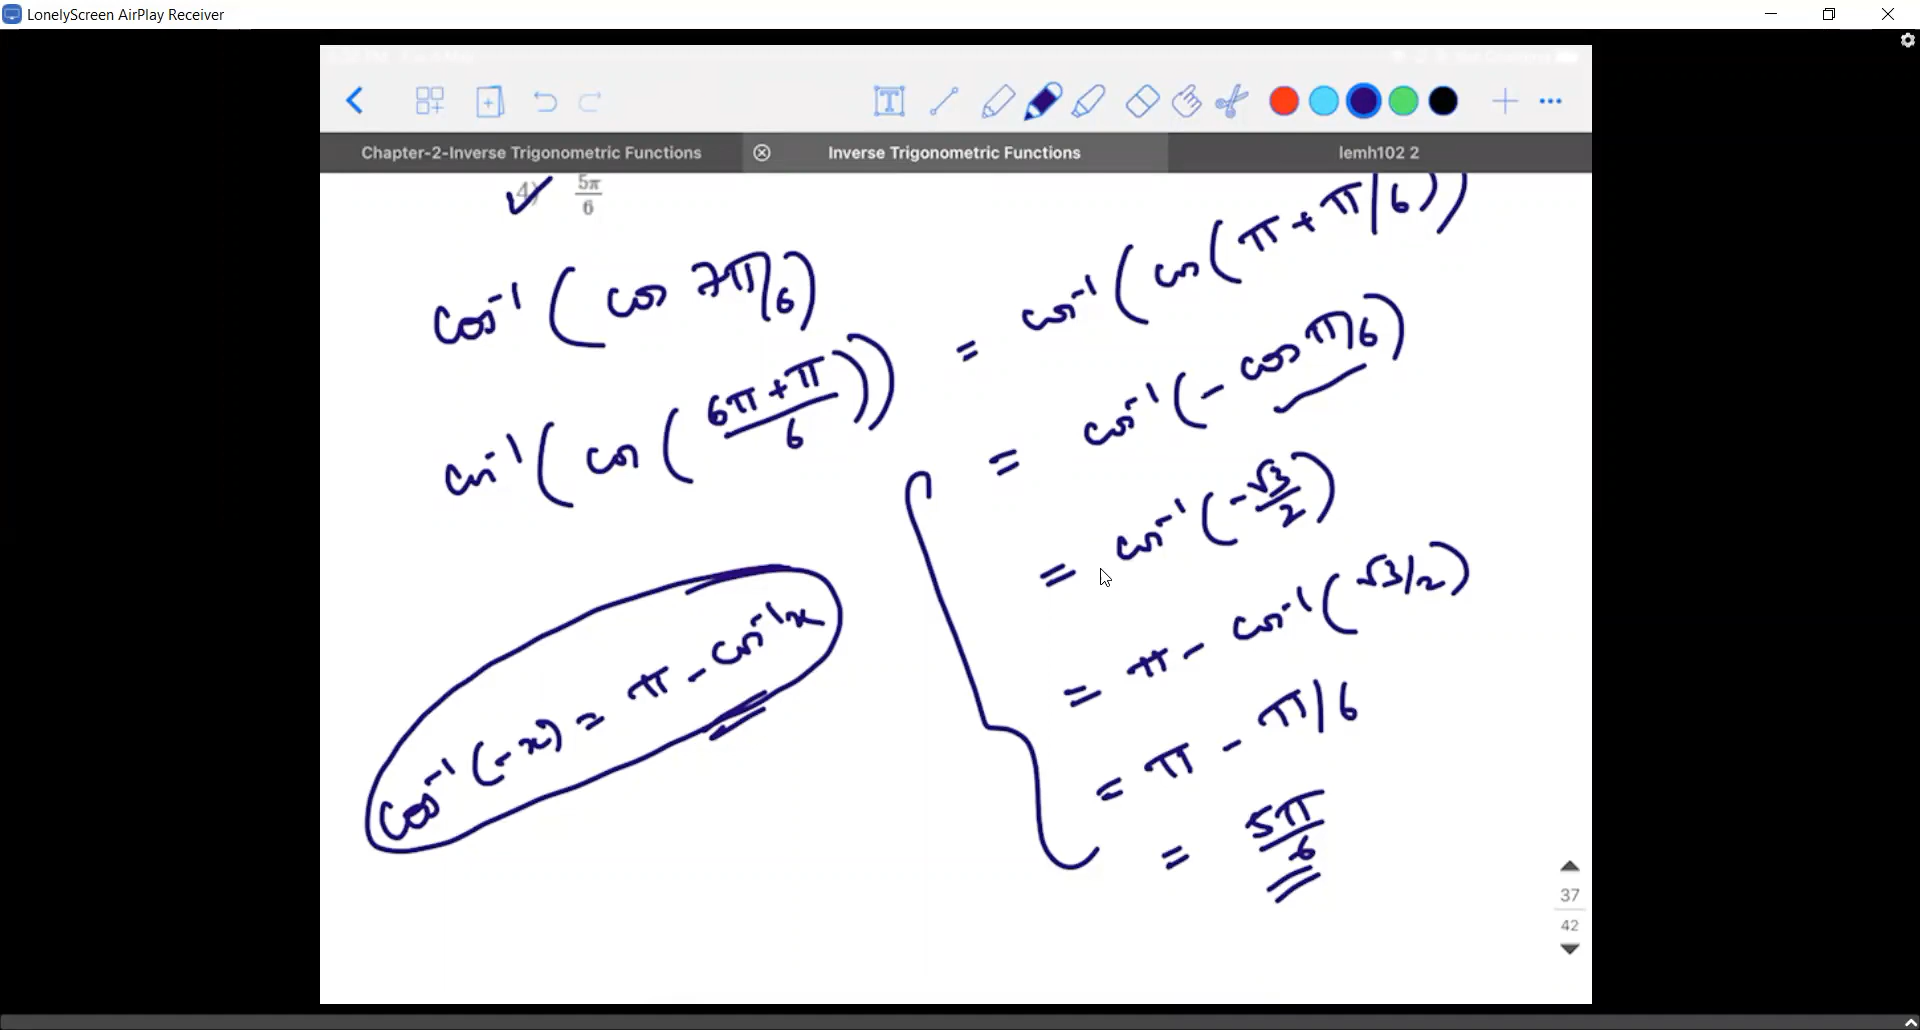 LonelyScreen AirPlay Receiver
Chapter-2-Inverse Trigonometric Functions
Inverse Trigonometric Functions
lemh102 2
4) 5π/6
cos⁻¹(cos 7π/6)
cos⁻¹(cos(6π+π/6))
= cos⁻¹(cos(π+π/6))
= cos⁻¹(-cos π/6)
= cos⁻¹(-√3/2)
= π - cos⁻¹(√3/2)
= π - π/6
= 5π/6
cos⁻¹(-x) = π - cos⁻¹x
37
42